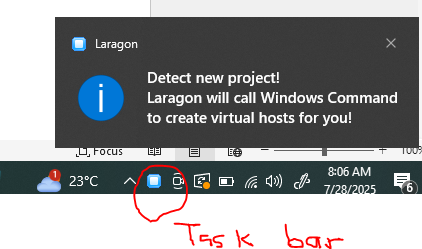 Laragon
Detect new project!
Laragon will call Windows Command
to create virtual hosts for you!
Focus
100%
1
23°C
8:06 AM
7/28/2025
6
Task bar